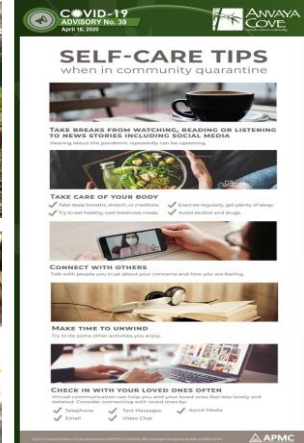 COVID-19
ADVISORY No. 39
April 16, 2020
ANVAYA
COVE
SELF-CARE TIPS
when in community quarantine
TAKE BREAKS FROM WATCHING, READING OR LISTENING
TO NEWS STORIES INCLUDING SOCIAL MEDIA
Hearing about the pandemic repeatedly can be upsetting.
TAKE CARE OF YOUR BODY
Take deep breaths, stretch, or meditate.
Try to eat healthy, well-balanced meals.
Exercise regularly, get plenty of sleep.
Avoid alcohol and drugs.
CONNECT WITH OTHERS
Talk with people you trust about your concerns and how you are feeling.
MAKE TIME TO UNWIND
Try to do some other activities you enjoy.
CHECK IN WITH YOUR LOVED ONES OFTEN
Virtual communication can help you and your loved ones feel less lonely and
isolated. Consider connecting with loved ones by:
Telephone
Email
Text Messages
Video Chat
Social Media
APMC